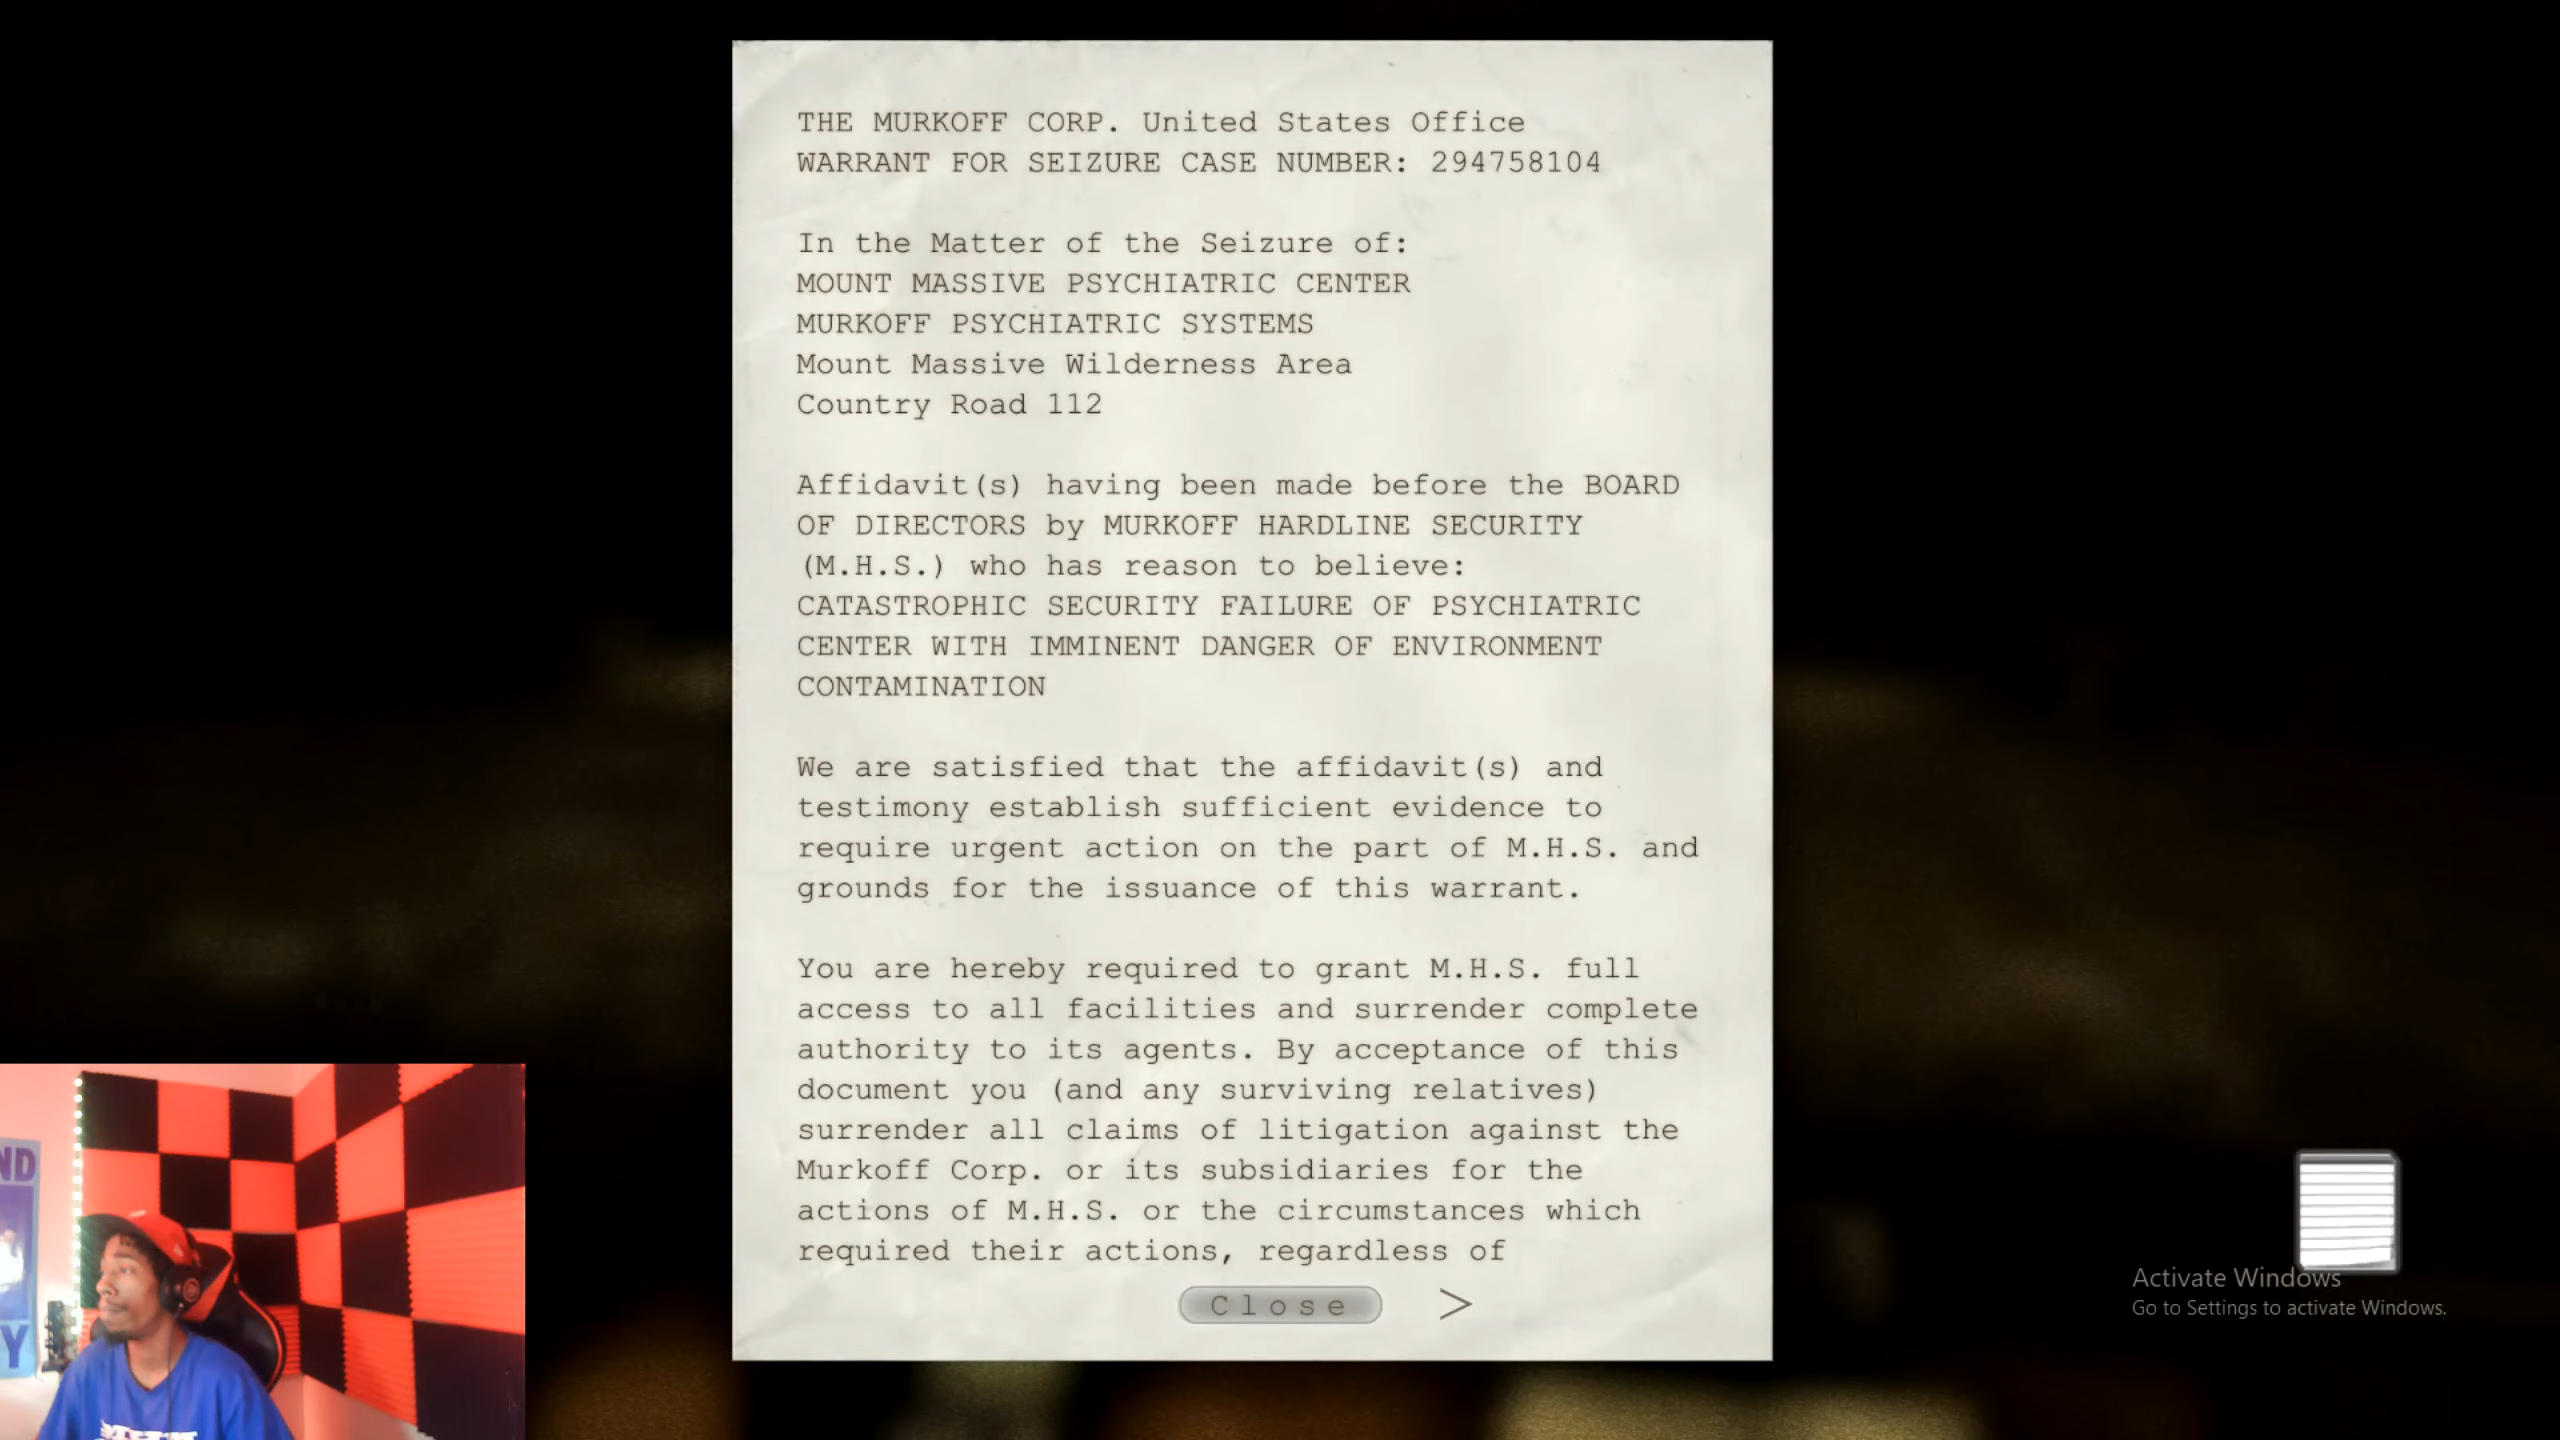 THE MURKOFF CORP. United States Office
WARRANT FOR SEIZURE CASE NUMBER: 294758104
In the Matter of the Seizure of:
MOUNT MASSIVE PSYCHIATRIC CENTER
MURKOFF PSYCHIATRIC SYSTEMS
Mount Massive Wilderness Area
Country Road 112
Affidavit(s) having been made before the BOARD
OF DIRECTORS by MURKOFF HARDLINE SECURITY
(M.H.S.) who has reason to believe:
CATASTROPHIC SECURITY FAILURE OF PSYCHIATRIC
CENTER WITH IMMINENT DANGER OF ENVIRONMENT
CONTAMINATION
We are satisfied that the affidavit(s) and
testimony establish sufficient evidence to
require urgent action on the part of M.H.S. and
grounds for the issuance of this warrant.
You are hereby required to grant M.H.S. full
access to all facilities and surrender complete
authority to its agents. By acceptance of this
document you (and any surviving relatives)
surrender all claims of litigation against the
Murkoff Corp. or its subsidiaries for the
actions of M.H.S. or the circumstances which
required their actions, regardless of
Close >
Activate Windows
Go to Settings to activate Windows.